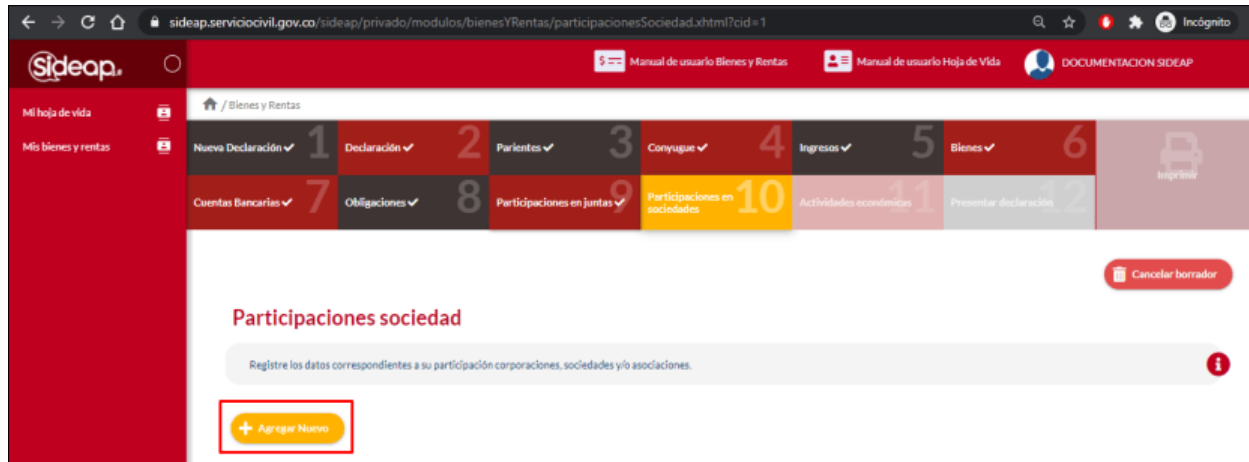 sideap.serviciocivil.gov.co/sideap/privado/modulos/bienesYRentas/participacionesSociedad.xhtml?cid=1
Incógnito
Sideap.
Manual de usuario Bienes y Rentas
Manual de usuario Hoja de Vida
DOCUMENTACION SIDEAP
Mi hoja de vida
Mis bienes y rentas
/ Bienes y Rentas
Nueva Declaración 1
Declaración 2
Parientes 3
Conyugue 4
Ingresos 5
Bienes 6
Imprimir
Cuentas Bancarias 7
Obligaciones 8
Participaciones en juntas 9
Participaciones en
sociedades 10
Actividades económicas 11
Presentar declaración 12
Cancelar borrador
Participaciones sociedad
Registre los datos correspondientes a su participación corporaciones, sociedades y/o asociaciones.
Agregar Nuevo